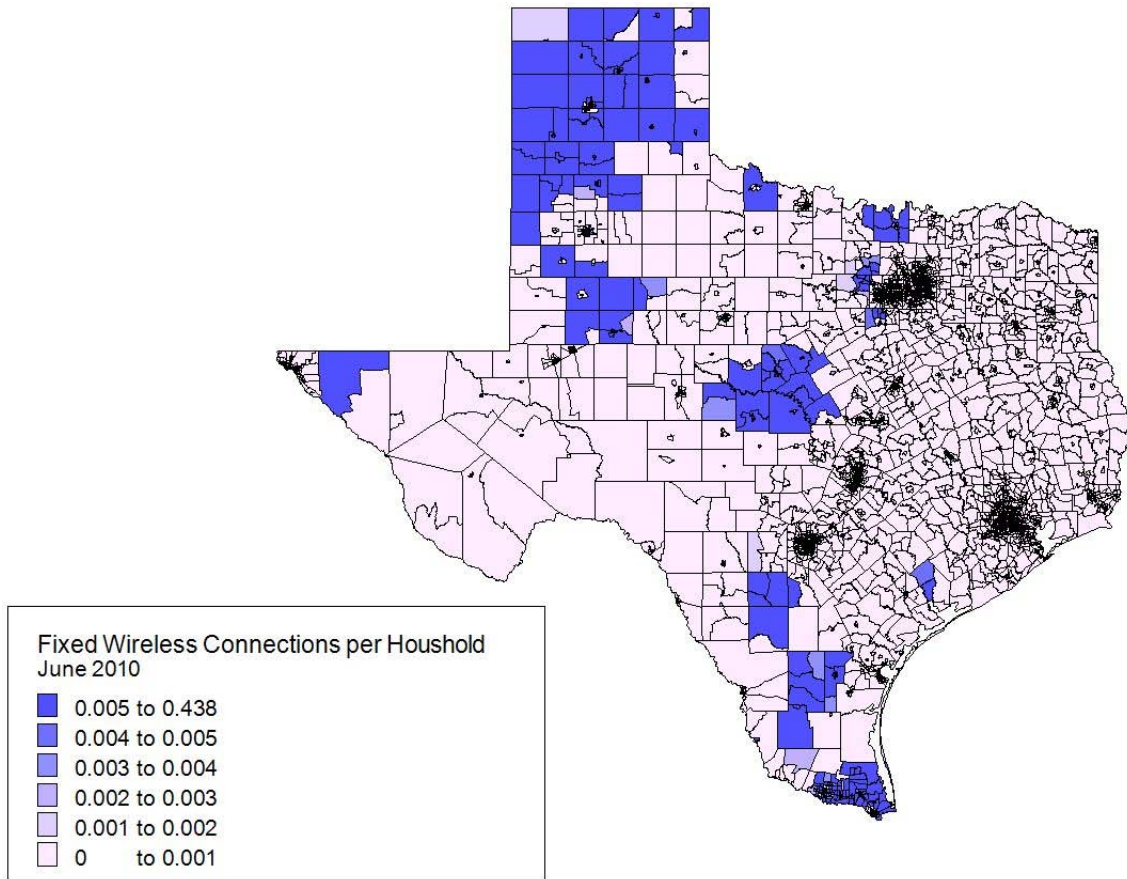 Fixed Wireless Connections per Houshold
June 2010
0.005 to 0.438
0.004 to 0.005
0.003 to 0.004
0.002 to 0.003
0.001 to 0.002
0 to 0.001